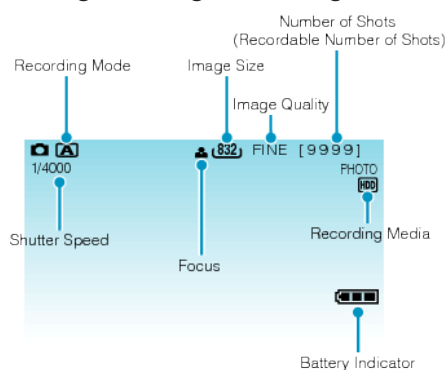 Number of Shots
(Recordable Number of Shots)
Recording Mode
Image Size
Image Quality
A
832
FINE
[9999]
1/4000
PHOTO
HDD
Shutter Speed
Recording Media
Focus
Battery Indicator